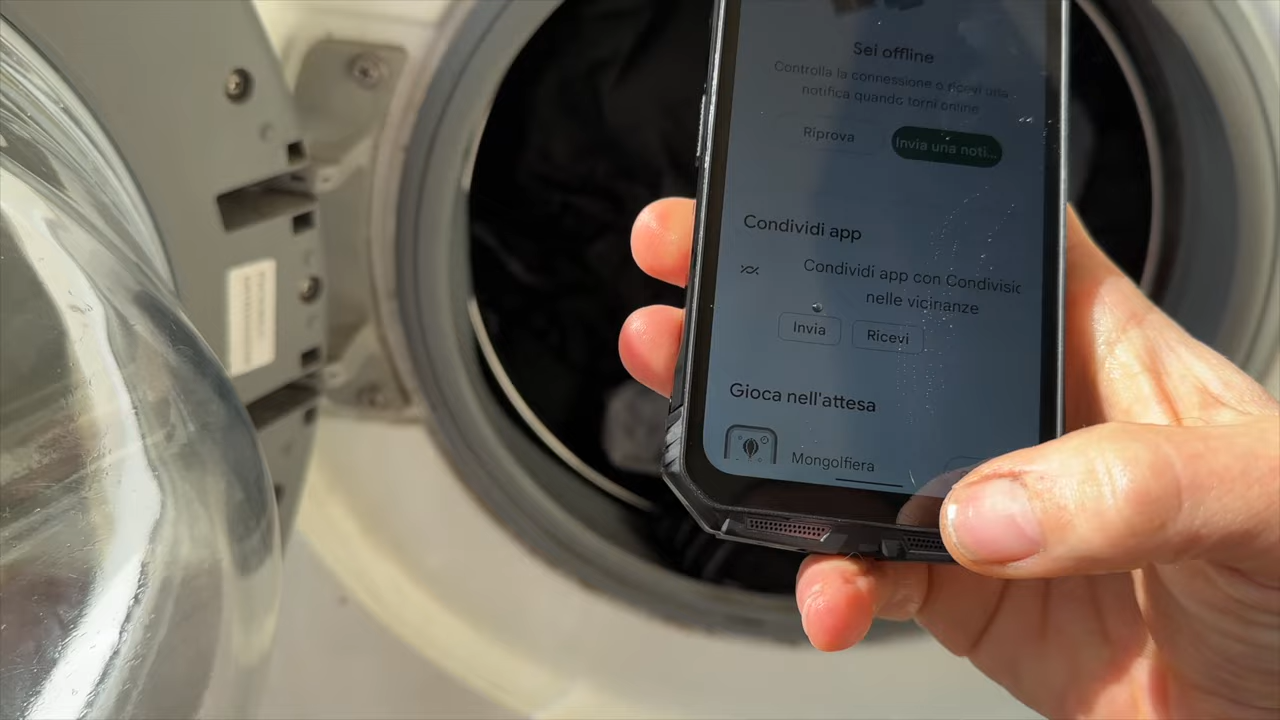 Sei offline
Controlla la connessione o ricevi una
notifica quando torni online
Riprova
Invia una noti...
Condividi app
Condividi app con Condivisic
nelle vicinanze
Invia
Ricevi
Gioca nell'attesa
Mongolfiera